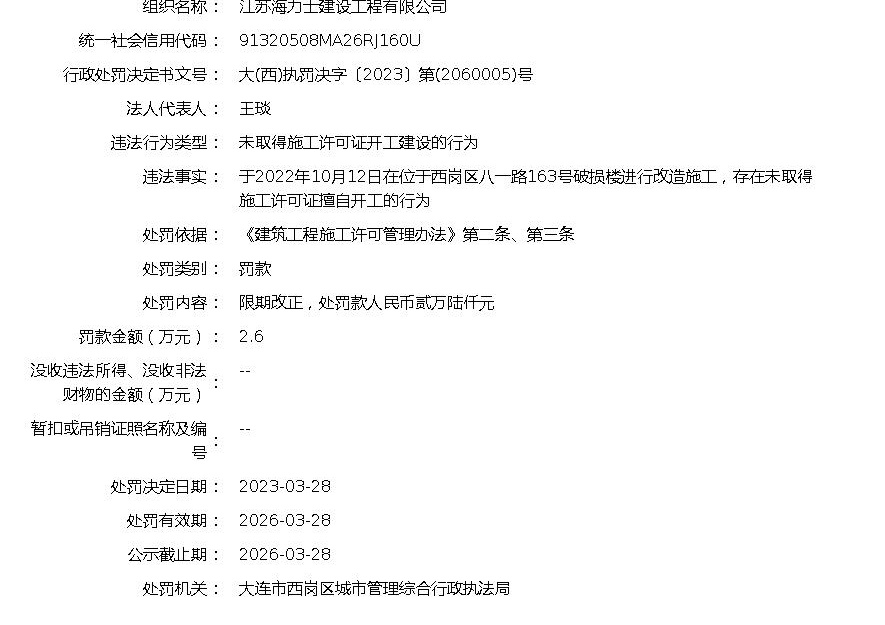 组织名称： 江苏海力士建设工程有限公司
统一社会信用代码： 91320508MA26RJ160U
行政处罚决定书文号： 大(西)执罚决字〔2023〕第(2060005)号
法人代表人： 王琰
违法行为类型： 未取得施工许可证开工建设的行为
违法事实： 于2022年10月12日在位于西岗区八一路163号破损楼进行改造施工，存在未取得
施工许可证擅自开工的行为
处罚依据： 《建筑工程施工许可管理办法》第二条、第三条
处罚类别： 罚款
处罚内容： 限期改正，处罚款人民币贰万陆仟元
罚款金额（万元）： 2.6
没收违法所得、没收非法
财物的金额（万元）： --
暂扣或吊销证照名称及编
号： --
处罚决定日期： 2023-03-28
处罚有效期： 2026-03-28
公示截止期： 2026-03-28
处罚机关： 大连市西岗区城市管理综合行政执法局